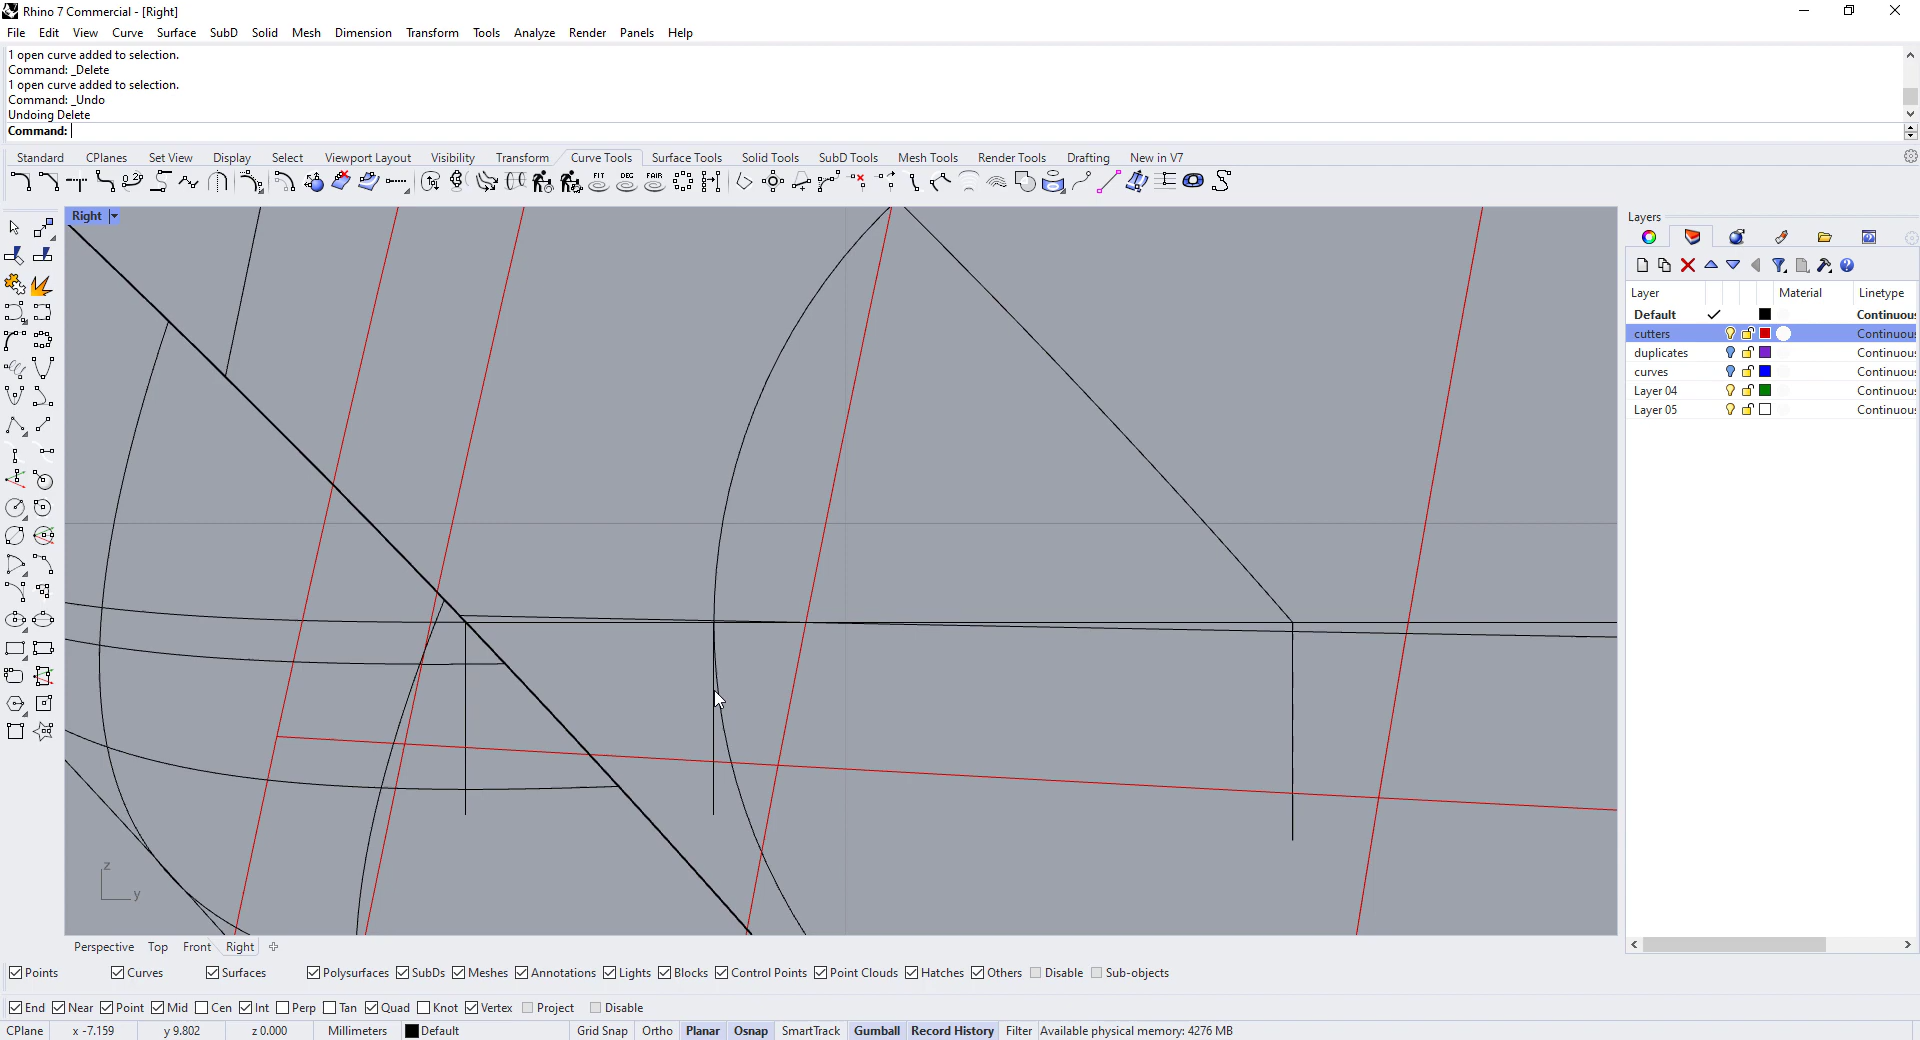 Rhino 7 Commercial - [Right]
File Edit View Curve Surface SubD Solid Mesh Dimension Transform Tools Analyze Render Panels Help
1 open curve added to selection.
Command: _Delete
1 open curve added to selection.
Command: _Undo
Undoing Delete
Command:
Standard CPlanes Set View Display Select Viewport Layout Visibility Transform Curve Tools Surface Tools Solid Tools SubD Tools Mesh Tools Render Tools Drafting New in V7
FIT DEG FAIR
Right
Layers
Layer Material Linetype
Default Continuous
cutters Continuous
duplicates Continuous
curves Continuous
Layer 04 Continuous
Layer 05 Continuous
z
y
Perspective Top Front Right
Points Curves Surfaces Polysurfaces SubDs Meshes Annotations Lights Blocks Control Points Point Clouds Hatches Others Disable Sub-objects
End Near Point Mid Cen Int Perp Tan Quad Knot Vertex Project Disable
CPlane x -7.159 y 9.802 z 0.000 Millimeters Default Grid Snap Ortho Planar Osnap SmartTrack Gumball Record History Filter Available physical memory: 4276 MB